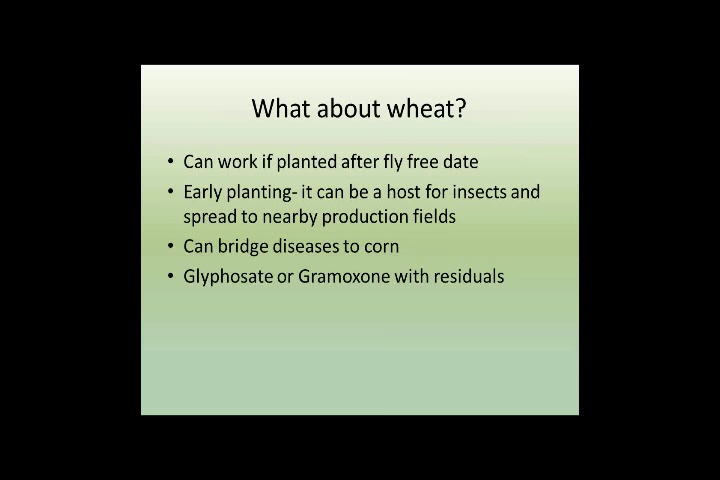 What about wheat?
• Can work if planted after fly free date
• Early planting- it can be a host for insects and
spread to nearby production fields
• Can bridge diseases to corn
• Glyphosate or Gramoxone with residuals